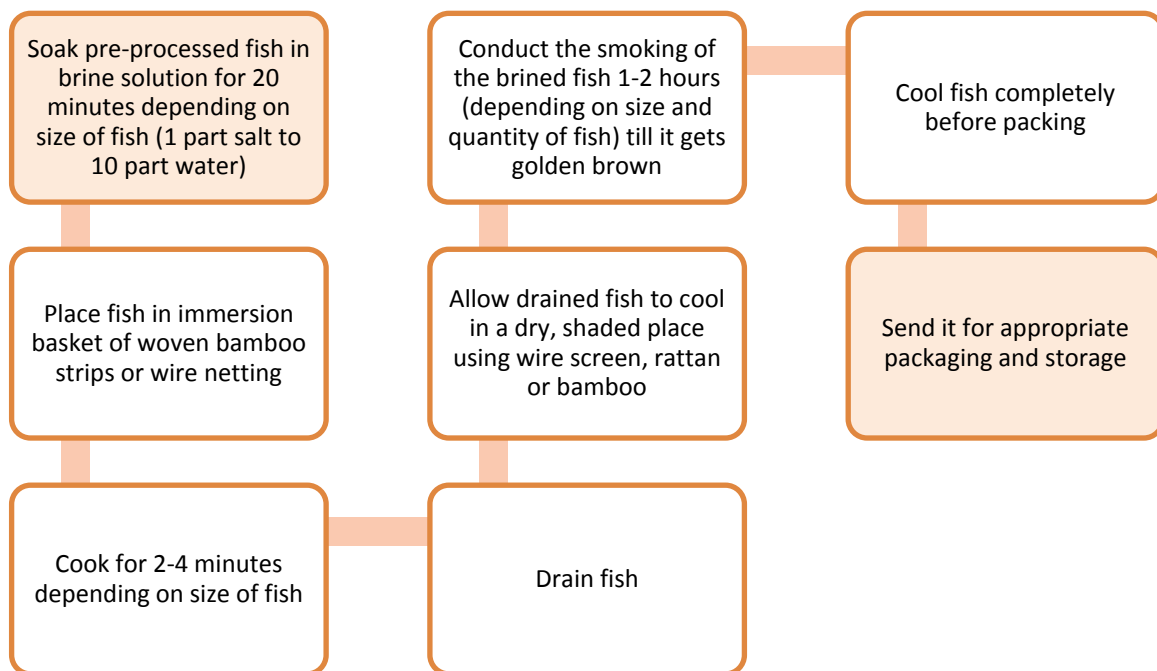 Soak pre-processed fish in
brine solution for 20
minutes depending on
size of fish (1 part salt to
10 part water)
Place fish in immersion
basket of woven bamboo
strips or wire netting
Cook for 2-4 minutes
depending on size of fish
Drain fish
Allow drained fish to cool
in a dry, shaded place
using wire screen, rattan
or bamboo
Conduct the smoking of
the brined fish 1-2 hours
(depending on size and
quantity of fish) till it gets
golden brown
Cool fish completely
before packing
Send it for appropriate
packaging and storage